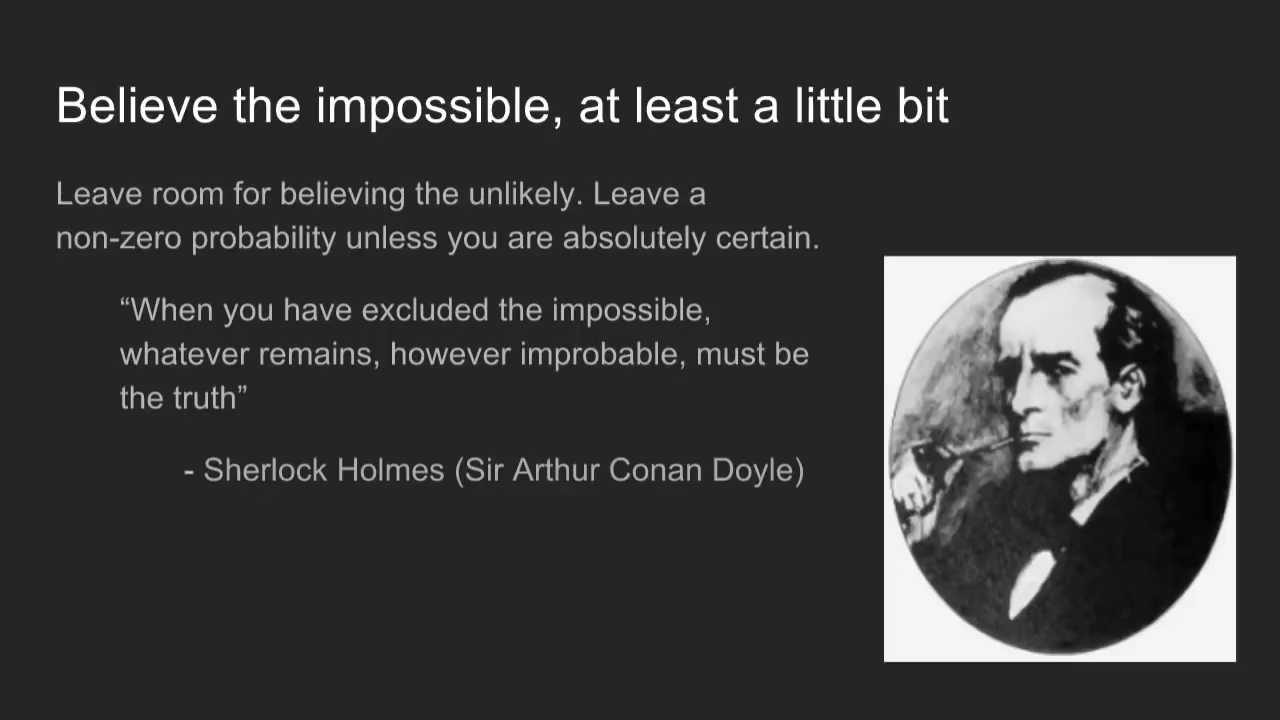 Believe the impossible, at least a little bit
Leave room for believing the unlikely. Leave a
non-zero probability unless you are absolutely certain.
“When you have excluded the impossible,
whatever remains, however improbable, must be
the truth”
- Sherlock Holmes (Sir Arthur Conan Doyle)